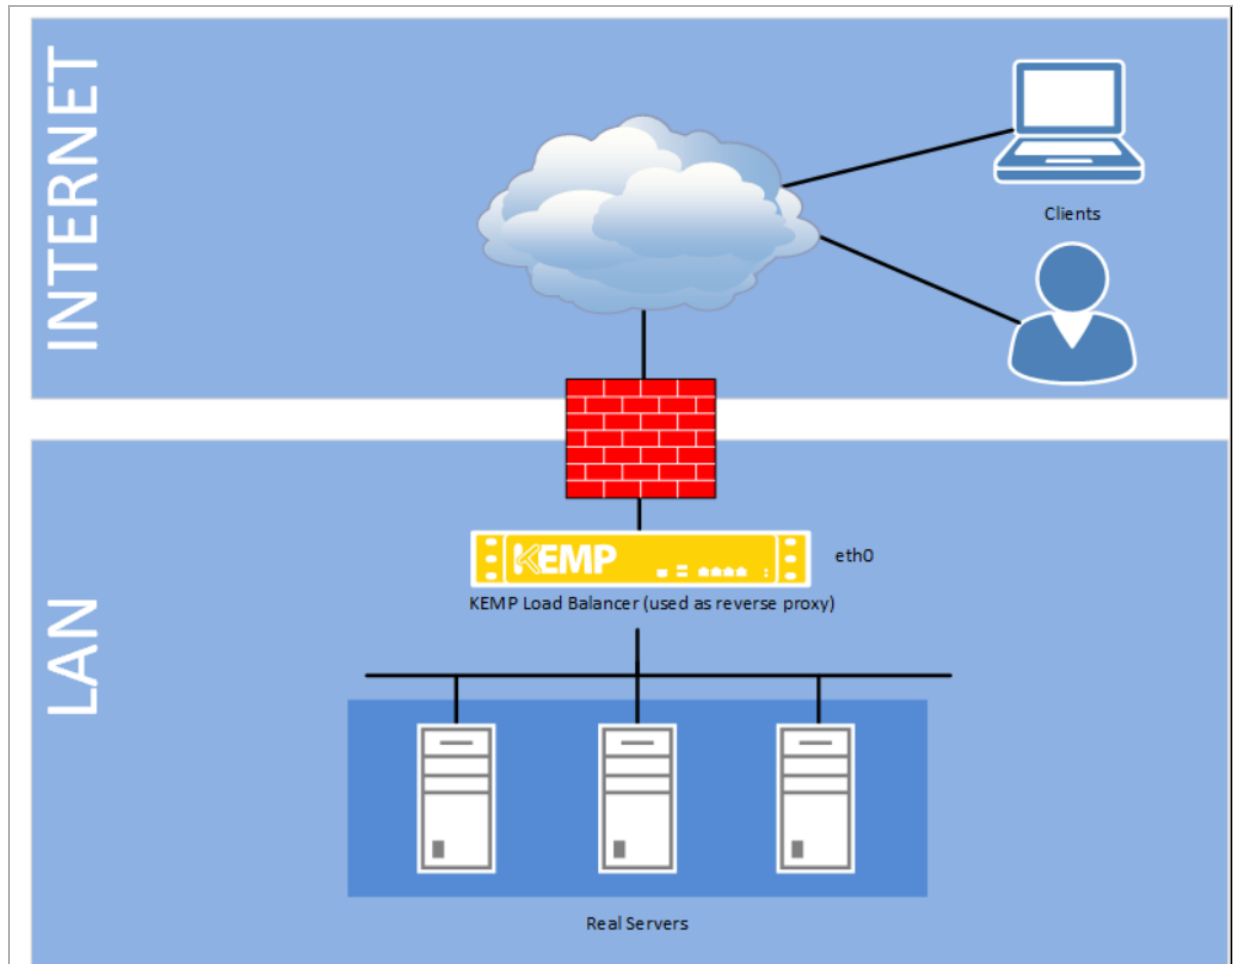 INTERNET
Clients
KEMP
eth0
KEMP Load Balancer (used as reverse proxy)
LAN
Real Servers